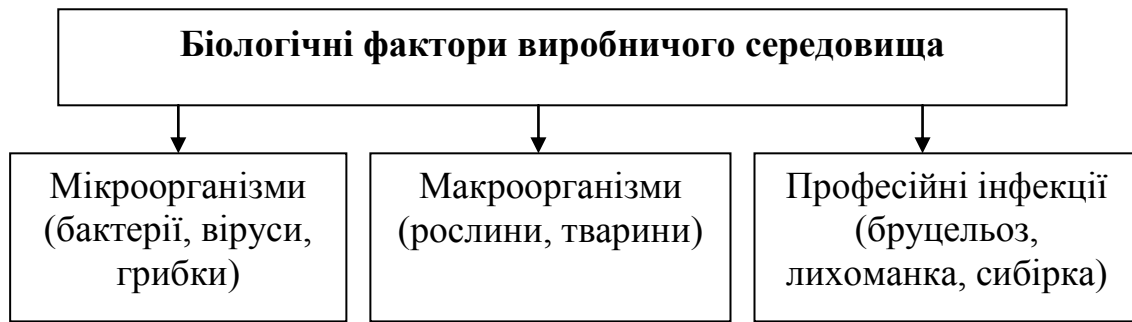 Біологічні фактори виробничого середовища
Мікроорганізми
(бактерії, віруси,
грибки)
Макроорганізми
(рослини, тварини)
Професійні інфекції
(бруцельоз,
лихоманка, сибірка)